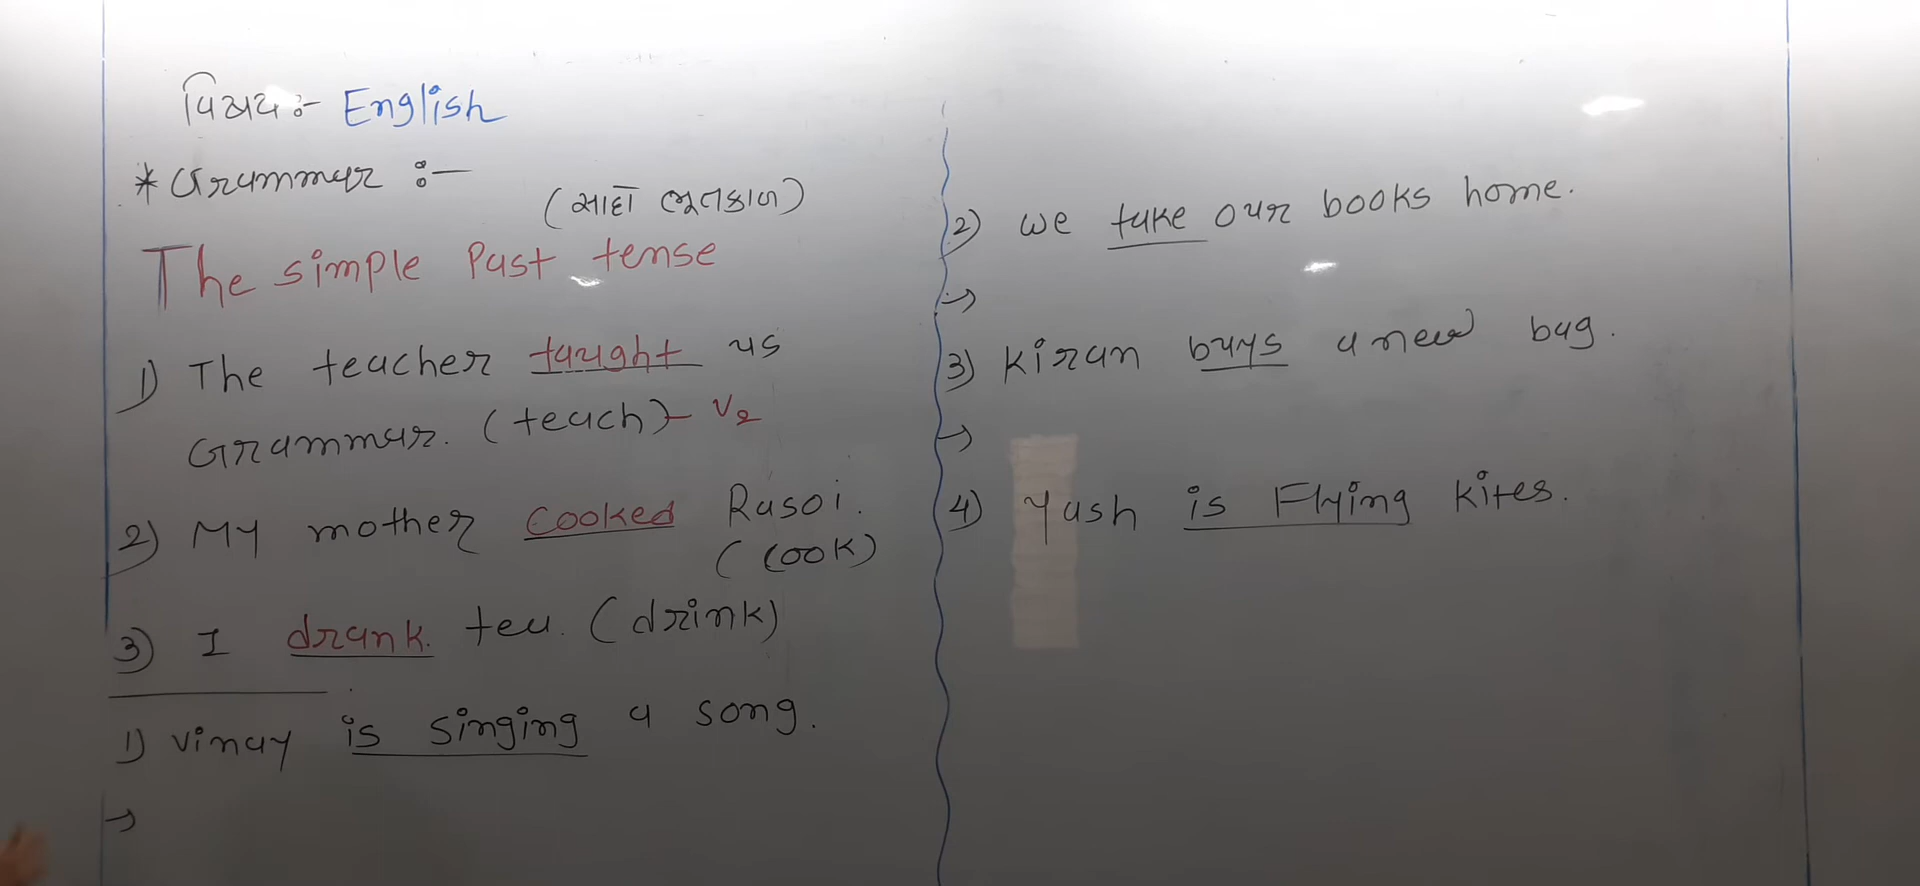 વિષય :- English
* Grammar :-
(સાદો ભૂતકાળ)
The simple Past tense
1) The teacher taught us
Grammar. (teach) - V2
2) My mother cooked Rasoi.
(cook)
3) I drank tea. (drink)
1) Vinay is singing a song.
→
2) we take our books home.
→
3) Kiran buys a new bag.
→
4) Yash is Flying kites.